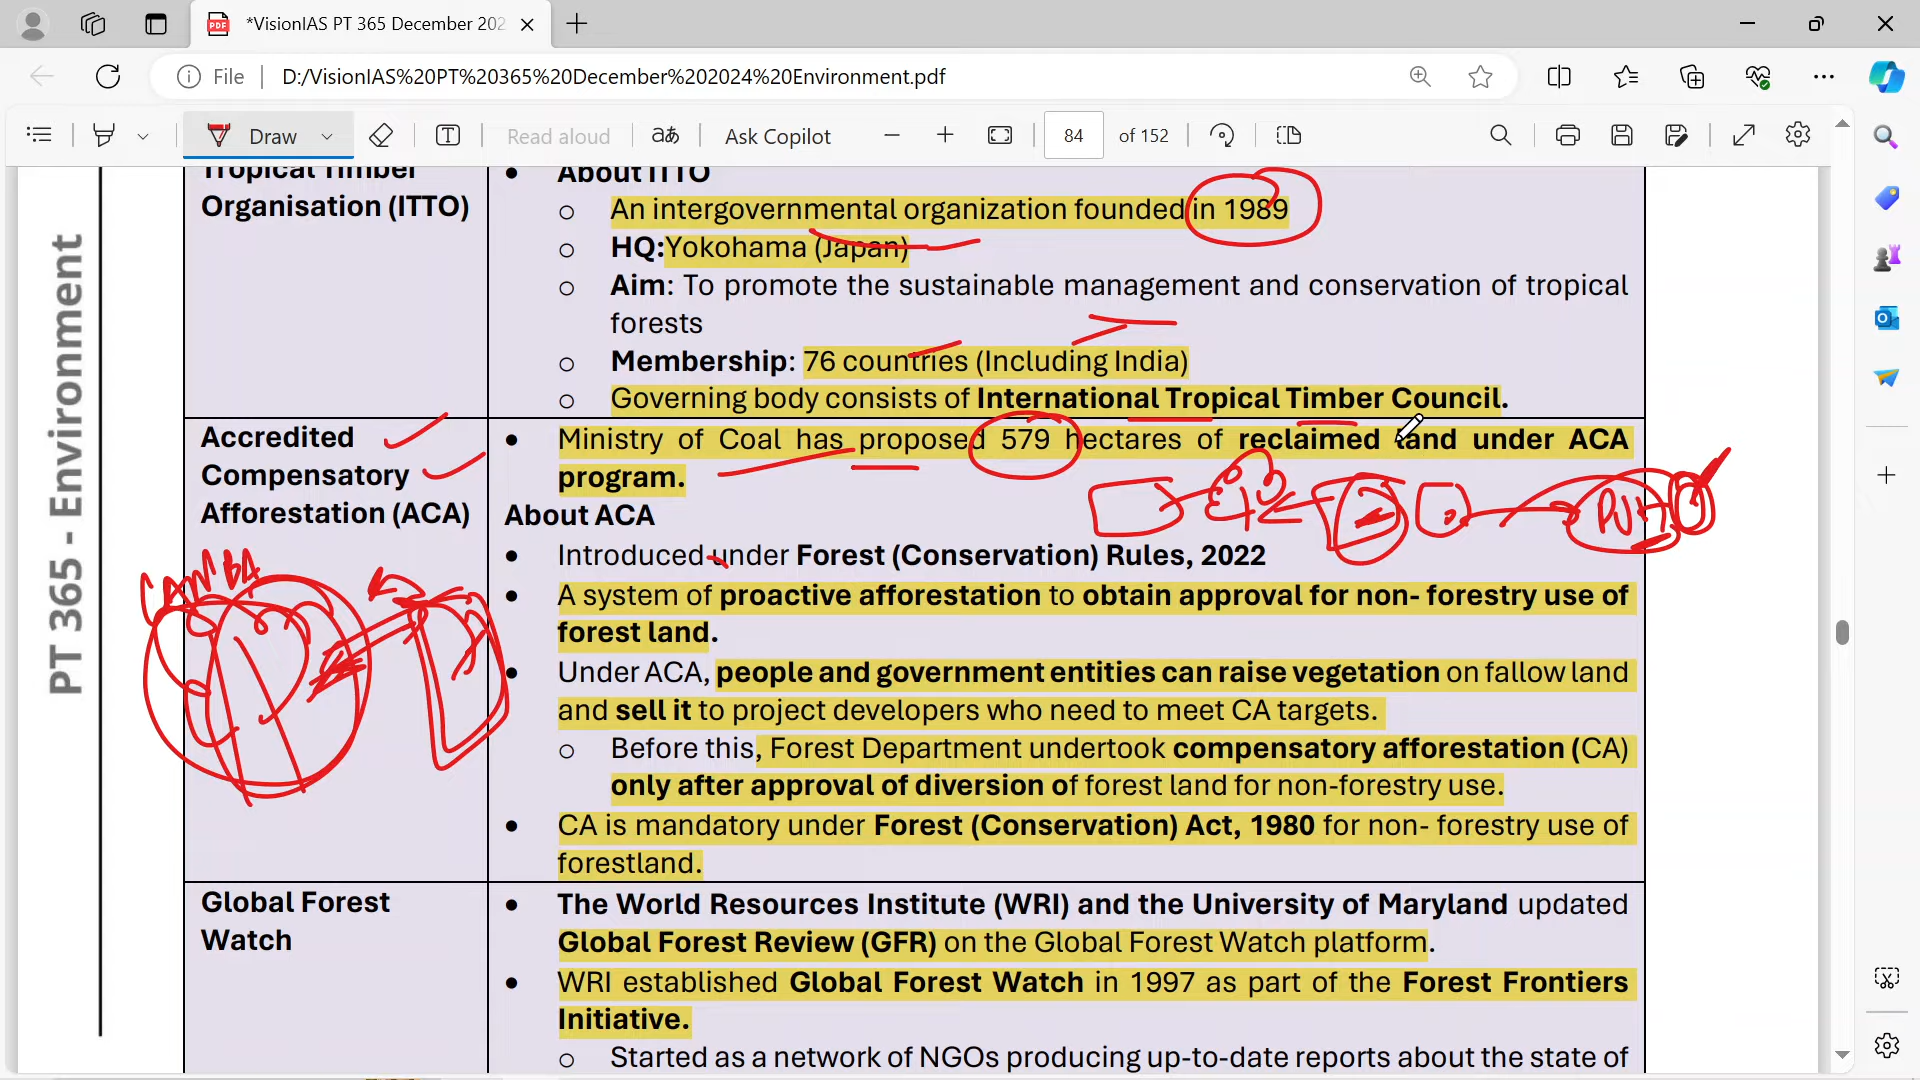 *VisionIAS PT 365 December 202
File
D:/VisionIAS%20PT%20365%20December%202024%20Environment.pdf
Draw
Read aloud
aあ
Ask Copilot
84
of 152
PT 365 - Environment
Tropical Timber
Organisation (ITTO)
• About ITTO
o An intergovernmental organization founded in 1989
o HQ:Yokohama (Japan)
o Aim: To promote the sustainable management and conservation of tropical
forests
o Membership: 76 countries (Including India)
o Governing body consists of International Tropical Timber Council.
Accredited
Compensatory
Afforestation (ACA)
• Ministry of Coal has proposed 579 hectares of reclaimed land under ACA
program.
About ACA
• Introduced under Forest (Conservation) Rules, 2022
• A system of proactive afforestation to obtain approval for non- forestry use of
forest land.
• Under ACA, people and government entities can raise vegetation on fallow land
and sell it to project developers who need to meet CA targets.
o Before this, Forest Department undertook compensatory afforestation (CA)
only after approval of diversion of forest land for non-forestry use.
• CA is mandatory under Forest (Conservation) Act, 1980 for non- forestry use of
forestland.
Global Forest
Watch
• The World Resources Institute (WRI) and the University of Maryland updated
Global Forest Review (GFR) on the Global Forest Watch platform.
• WRI established Global Forest Watch in 1997 as part of the Forest Frontiers
Initiative.
o Started as a network of NGOs producing up-to-date reports about the state of